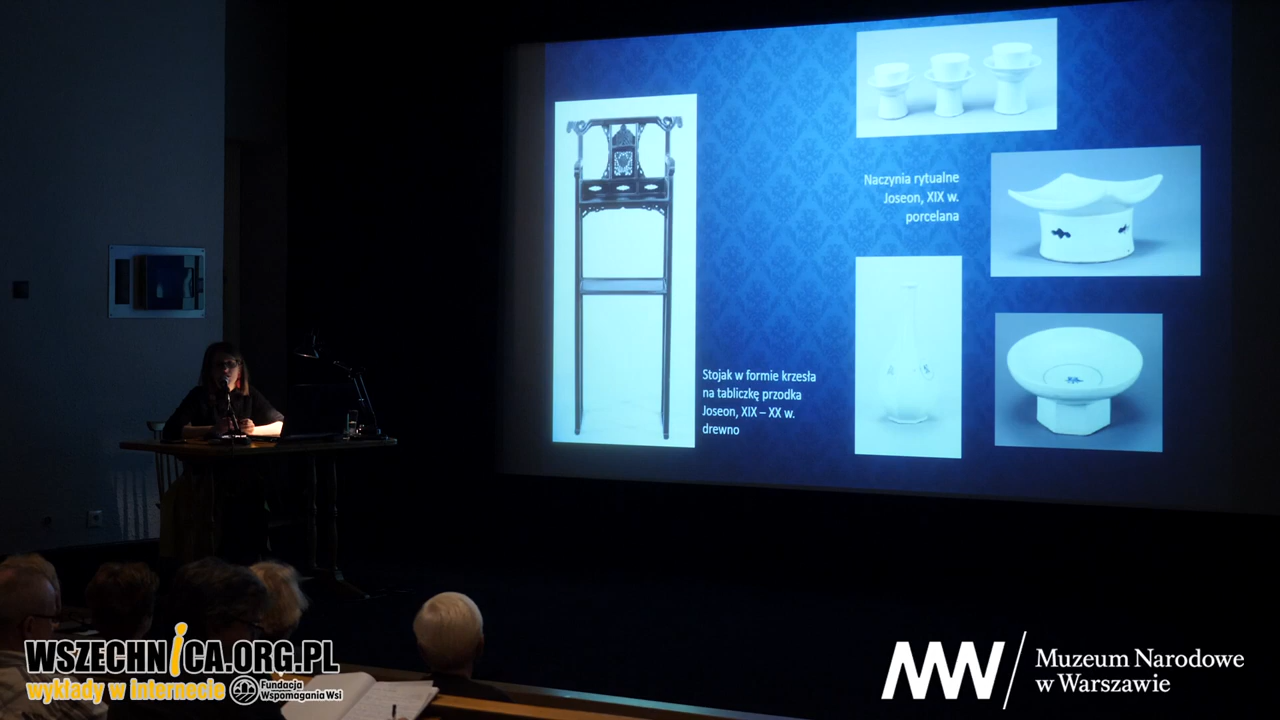 Naczynia rytualne
Joseon, XIX w.
porcelana
Stojak w formie krzesła
na tabliczkę przodka
Joseon, XIX – XX w.
drewno
WSZECHNICA.ORG.PL
wykłady w internecie
Fundacja
Wspomagania Wsi
Muzeum Narodowe
w Warszawie